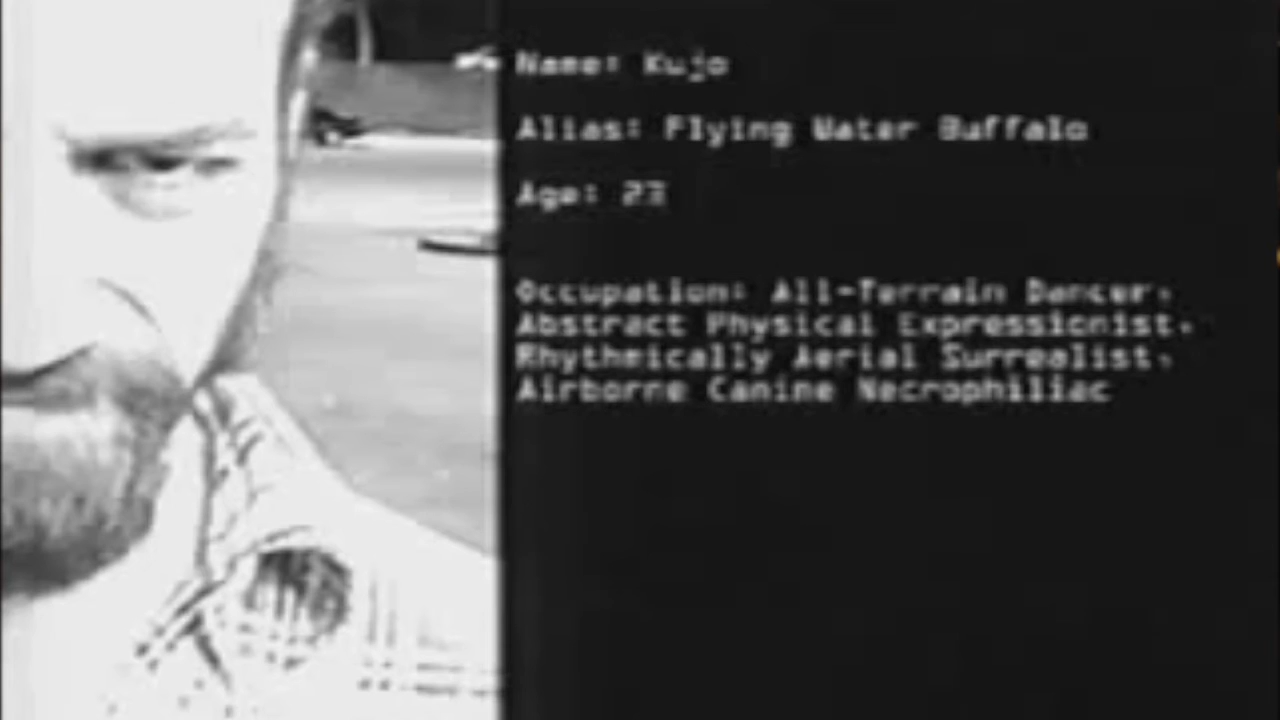 Name: Kujo
Alias: Flying Water Buffalo
Age: 23
Occupation: All-Terrain Dancer,
Abstract Physical Expressionist,
Rhythmically Aerial Surrealist,
Airborne Canine Necrophiliac